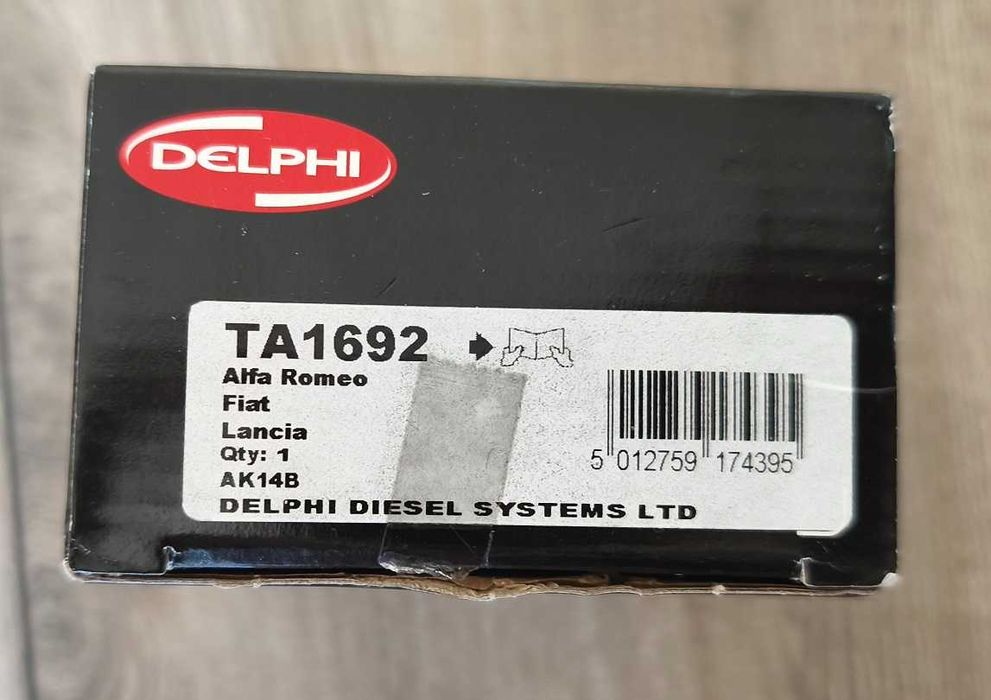 DELPHI
TA1692
Alfa Romeo
Fiat
Lancia
Qty: 1
AK14B
DELPHI DIESEL SYSTEMS LTD
5 012759 174395